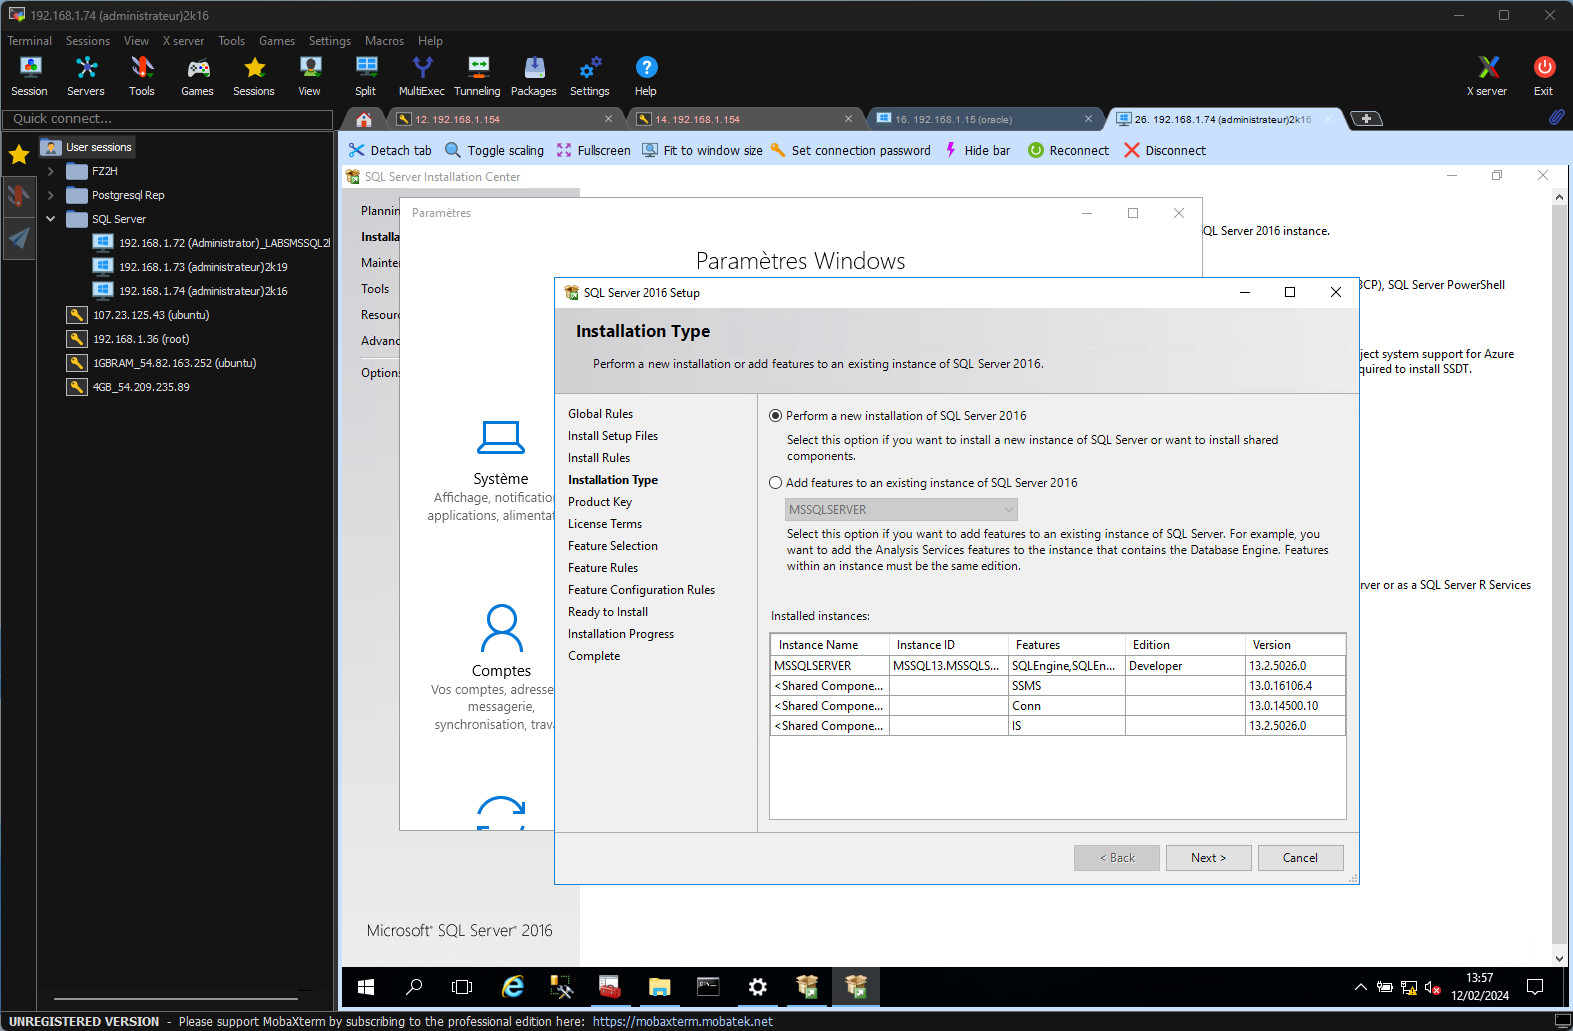 192.168.1.74 (administrateur)2k16
Terminal Sessions View X server Tools Games Settings Macros Help
Session Servers Tools Games Sessions View Split MultiExec Tunneling Packages Settings Help X server Exit
Quick connect...
12. 192.168.1.154
14. 192.168.1.154
16. 192.168.1.15 (oracle)
26. 192.168.1.74 (administrateur)2k16
Detach tab Toggle scaling Fullscreen Fit to window size Set connection password Hide bar Reconnect Disconnect
User sessions
FZ2H
Postgresql Rep
SQL Server
192.168.1.72 (Administrator)_LABSMSSQL2
192.168.1.73 (administrateur)2k19
192.168.1.74 (administrateur)2k16
107.23.125.43 (ubuntu)
192.168.1.36 (root)
1GBRAM_54.82.163.252 (ubuntu)
4GB_54.209.235.89
SQL Server Installation Center
Plannin
Installa
Mainter
Tools
Resour
Advanc
Options
Microsoft® SQL Server® 2016
QL Server 2016 instance.
BCP), SQL Server PowerShell
ject system support for Azure
quired to install SSDT.
rver or as a SQL Server R Services
Paramètres
Paramètres Windows
Système
Affichage, notification
applications, alimentat
Comptes
Vos comptes, adresse
messagerie,
synchronisation, trava
SQL Server 2016 Setup
Installation Type
Perform a new installation or add features to an existing instance of SQL Server 2016.
Global Rules
Install Setup Files
Install Rules
Installation Type
Product Key
License Terms
Feature Selection
Feature Rules
Feature Configuration Rules
Ready to Install
Installation Progress
Complete
Perform a new installation of SQL Server 2016
Select this option if you want to install a new instance of SQL Server or want to install shared
components.
Add features to an existing instance of SQL Server 2016
MSSQLSERVER
Select this option if you want to add features to an existing instance of SQL Server. For example, you
want to add the Analysis Services features to the instance that contains the Database Engine. Features
within an instance must be the same edition.
Installed instances:
Instance Name Instance ID Features Edition Version
MSSQLSERVER MSSQL13.MSSQLS... SQLEngine,SQLEn... Developer 13.2.5026.0
<Shared Compone... SSMS 13.0.16106.4
<Shared Compone... Conn 13.0.14500.10
<Shared Compone... IS 13.2.5026.0
< Back Next > Cancel
13:57
12/02/2024
UNREGISTERED VERSION - Please support MobaXterm by subscribing to the professional edition here: https://mobaxterm.mobatek.net